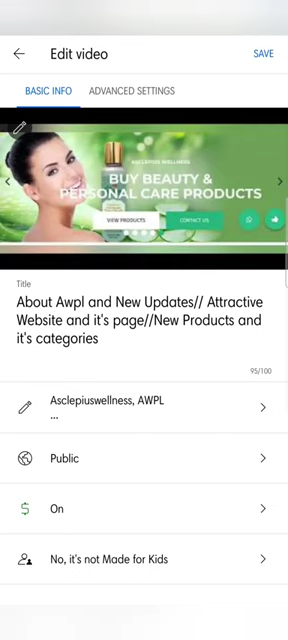 Edit video
SAVE
BASIC INFO
ADVANCED SETTINGS
ASCLEPIUS WELLNESS
BUY BEAUTY &
PERSONAL CARE PRODUCTS
VIEW PRODUCTS
CONTACT US
Title
About Awpl and New Updates// Attractive
Website and it's page//New Products and
it's categories
95/100
Asclepiuswellness, AWPL
...
Public
On
No, it's not Made for Kids